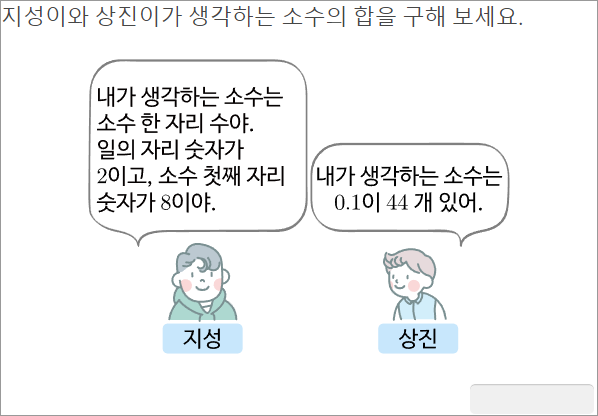 지성이와 상진이가 생각하는 소수의 합을 구해 보세요.
내가 생각하는 소수는
소수 한 자리 수야.
일의 자리 숫자가
2이고, 소수 첫째 자리
숫자가 8이야.
내가 생각하는 소수는
0.1이 44 개 있어.
지성
상진